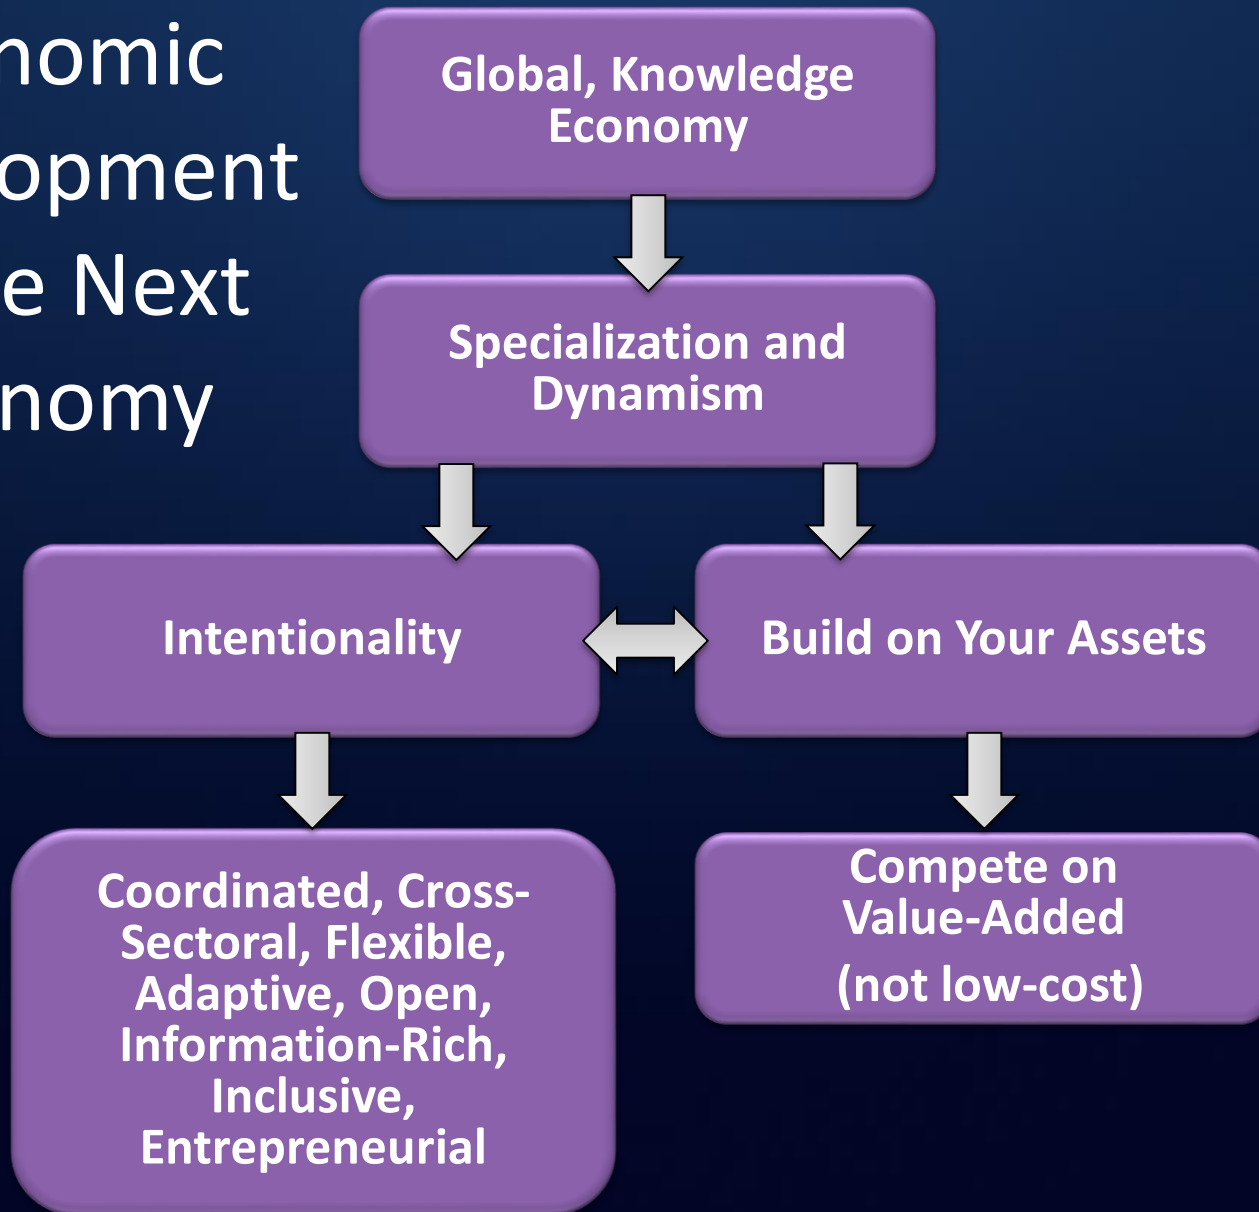 nomic
opment
e Next
nomy
Global, Knowledge
Economy
Specialization and
Dynamism
Intentionality
Build on Your Assets
Coordinated, Cross-
Sectoral, Flexible,
Adaptive, Open,
Information-Rich,
Inclusive,
Entrepreneurial
Compete on
Value-Added
(not low-cost)